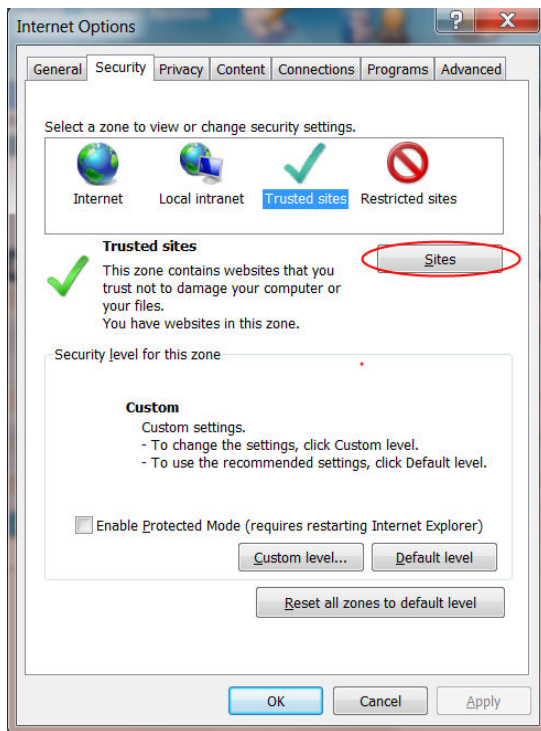 Internet Options
General Security Privacy Content Connections Programs Advanced
Select a zone to view or change security settings.
Internet Local intranet Trusted sites Restricted sites
Trusted sites
Sites
This zone contains websites that you
trust not to damage your computer or
your files.
You have websites in this zone.
Security level for this zone
Custom
Custom settings.
- To change the settings, click Custom level.
- To use the recommended settings, click Default level.
Enable Protected Mode (requires restarting Internet Explorer)
Custom level... Default level
Reset all zones to default level
OK Cancel Apply